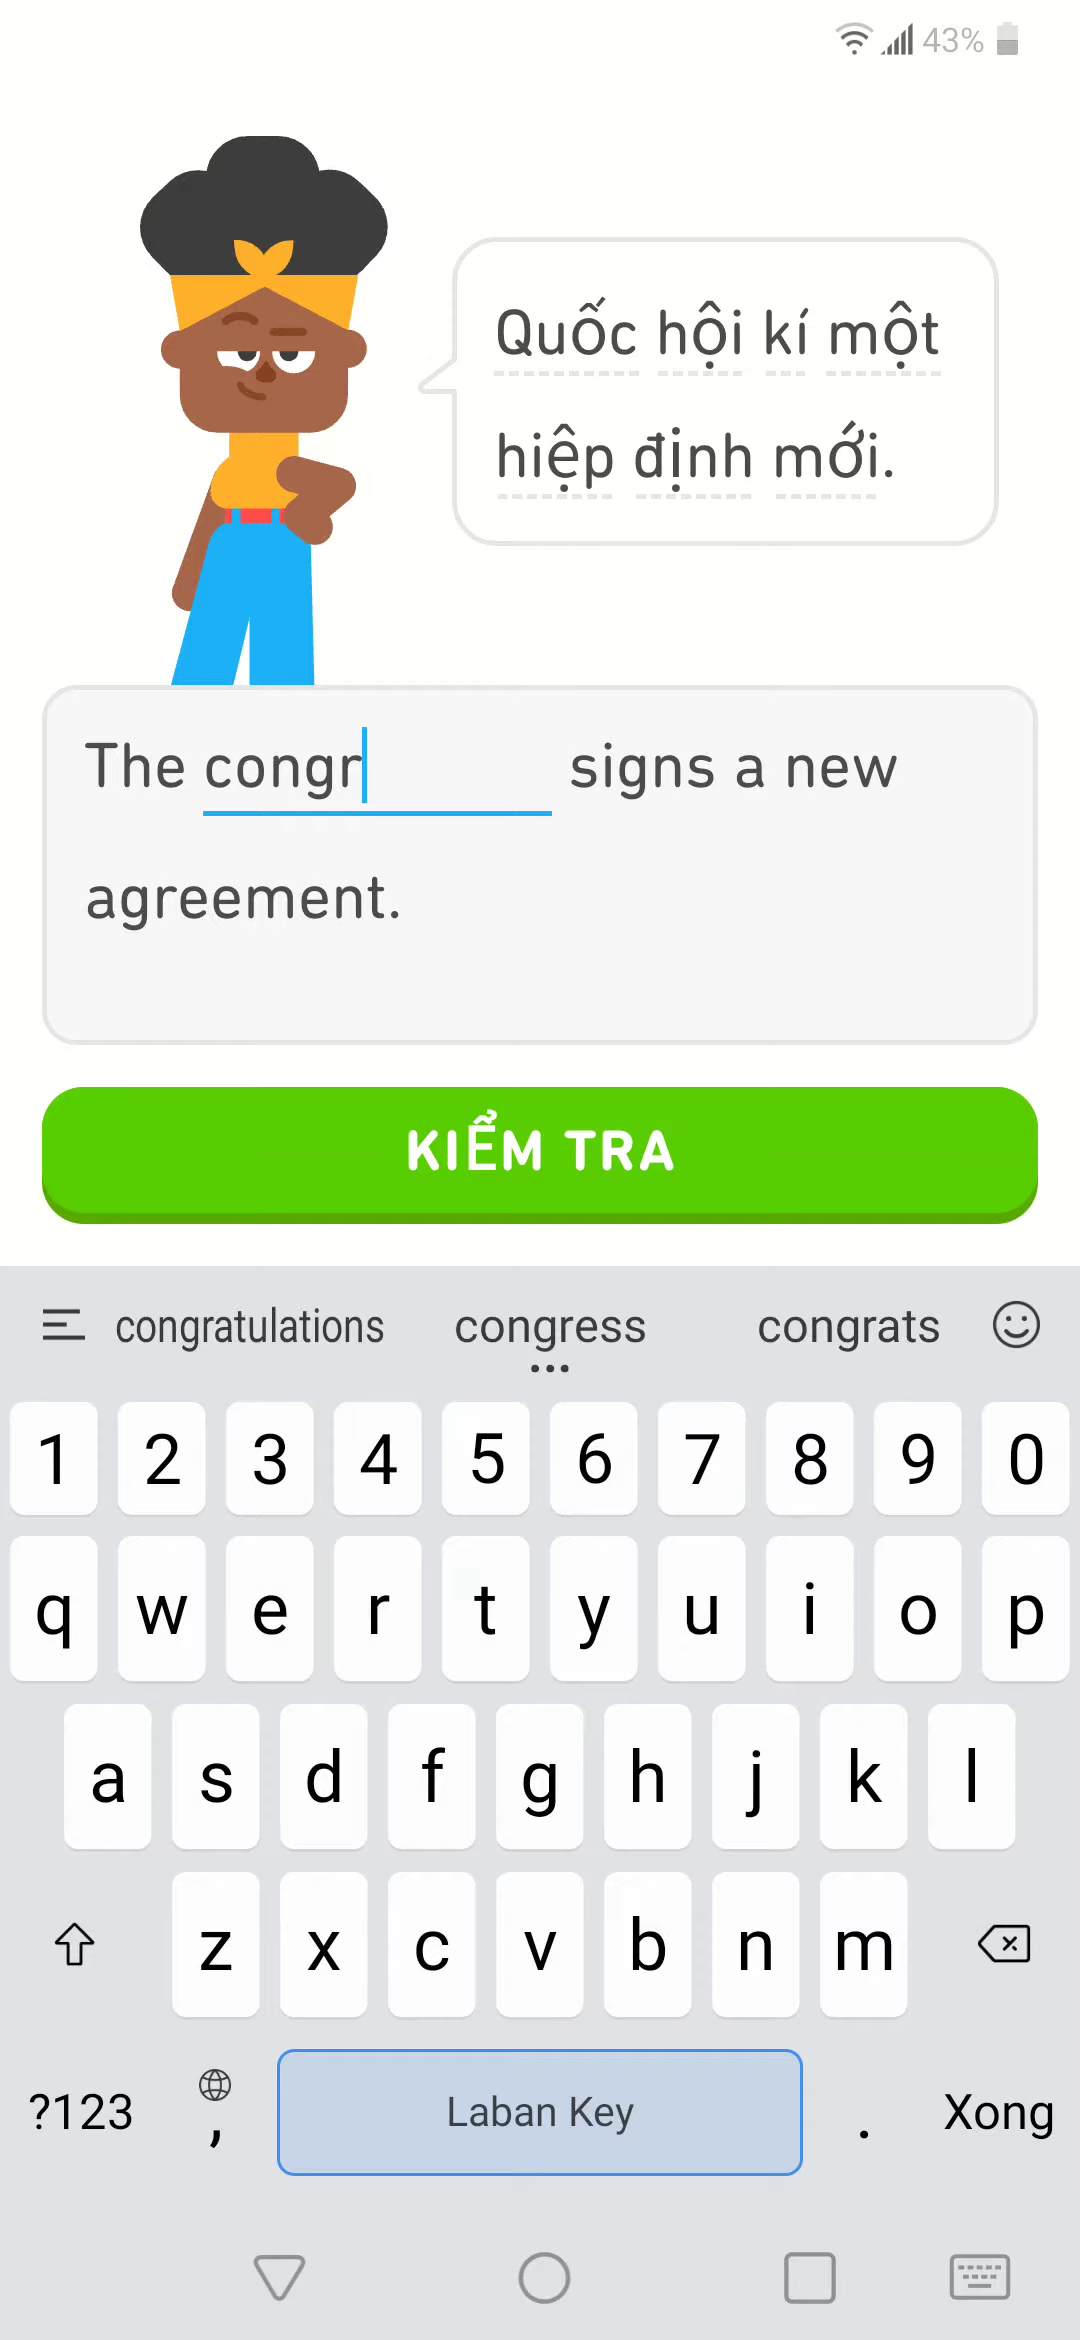 43%
Quốc hội kí một
hiệp định mới.
The congr signs a new
agreement.
KIỂM TRA
congratulations congress congrats
...
1 2 3 4 5 6 7 8 9 0
q w e r t y u i o p
a s d f g h j k l
z x c v b n m
?123 , Laban Key . Xong